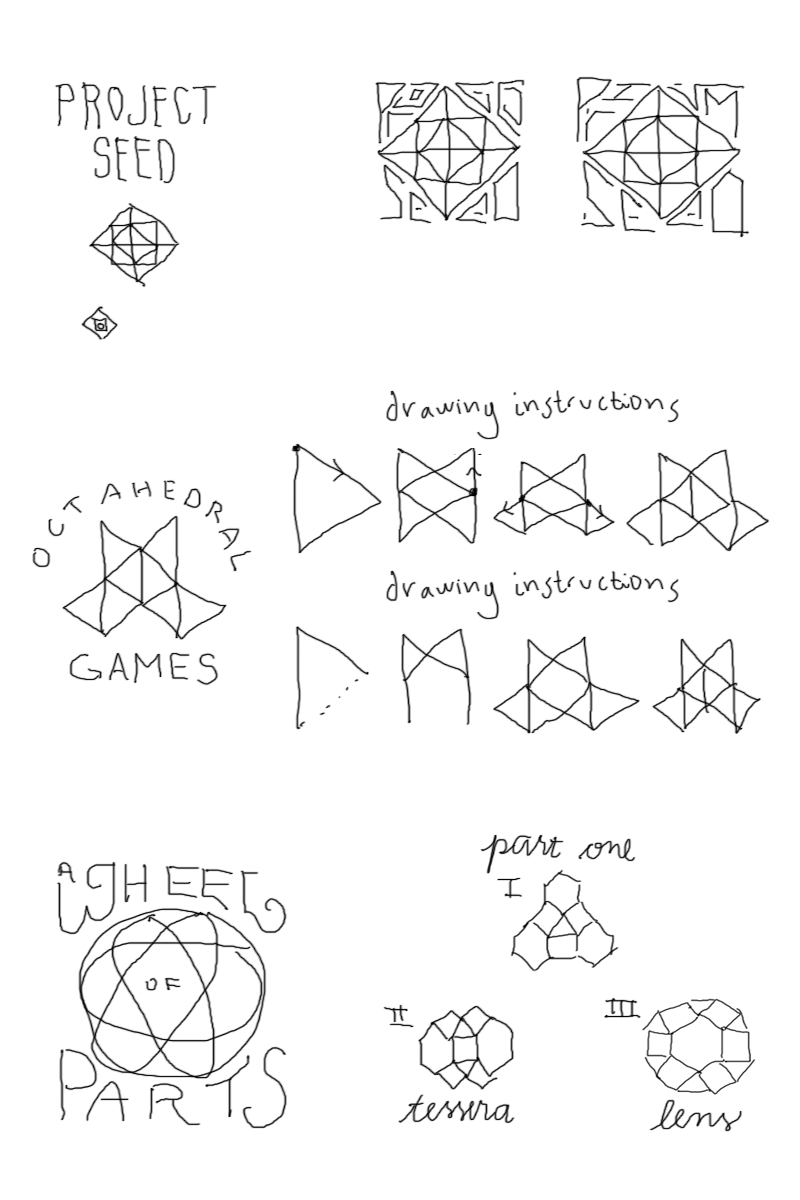 PROJECT
SEED
drawing instructions
OCTAHEDRAL
GAMES
drawing instructions
A WHEEL
OF
PARTS
part one
I
II
tessera
III
lens